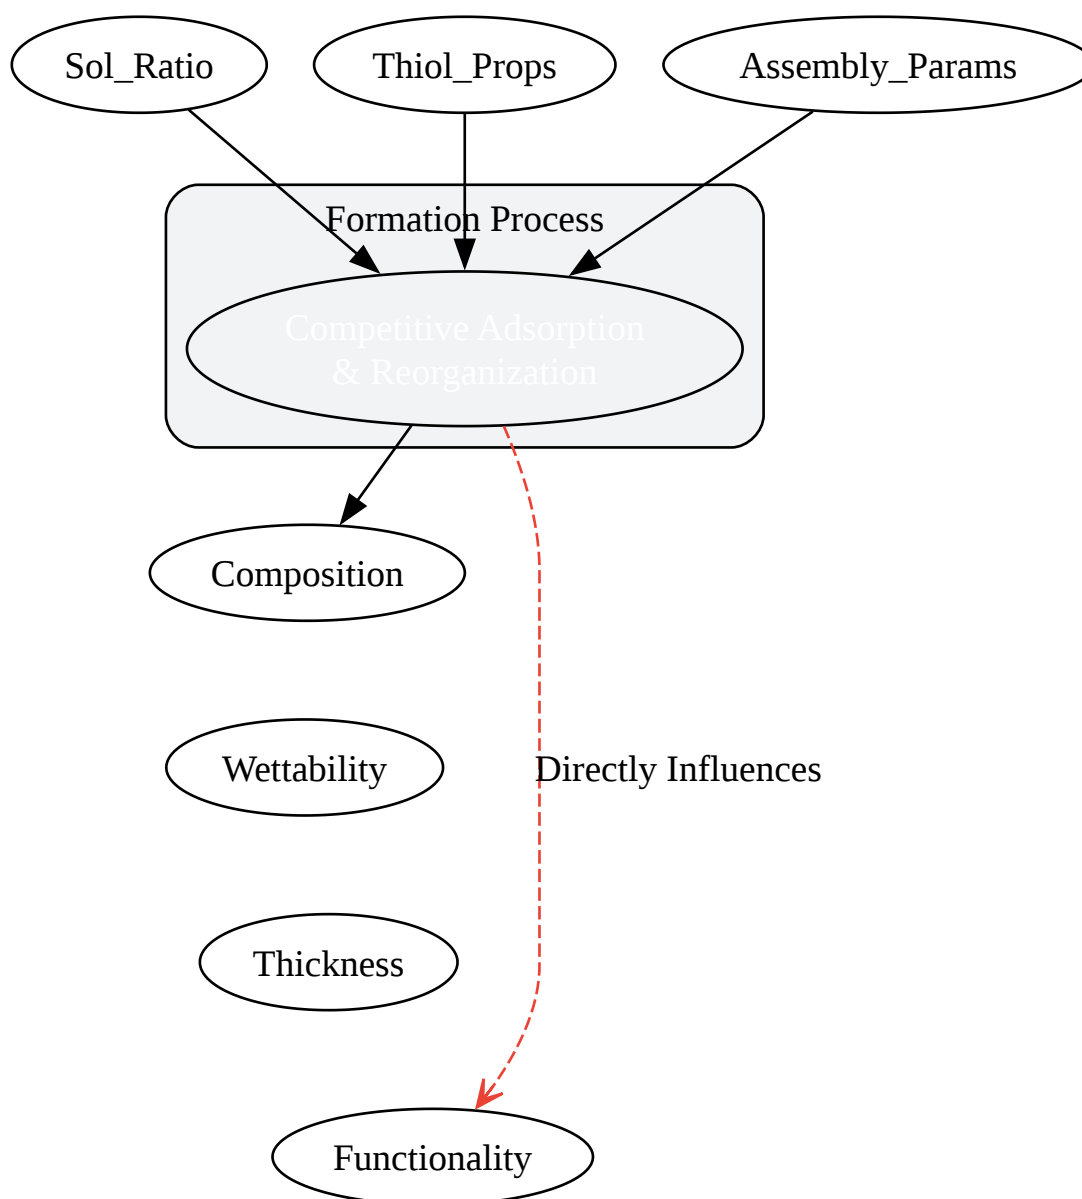 Sol_Ratio
Thiol_Props
Assembly_Params
Formation Process
Competitive Adsorption
& Reorganization
Composition
Wettability
Directly Influences
Thickness
Functionality